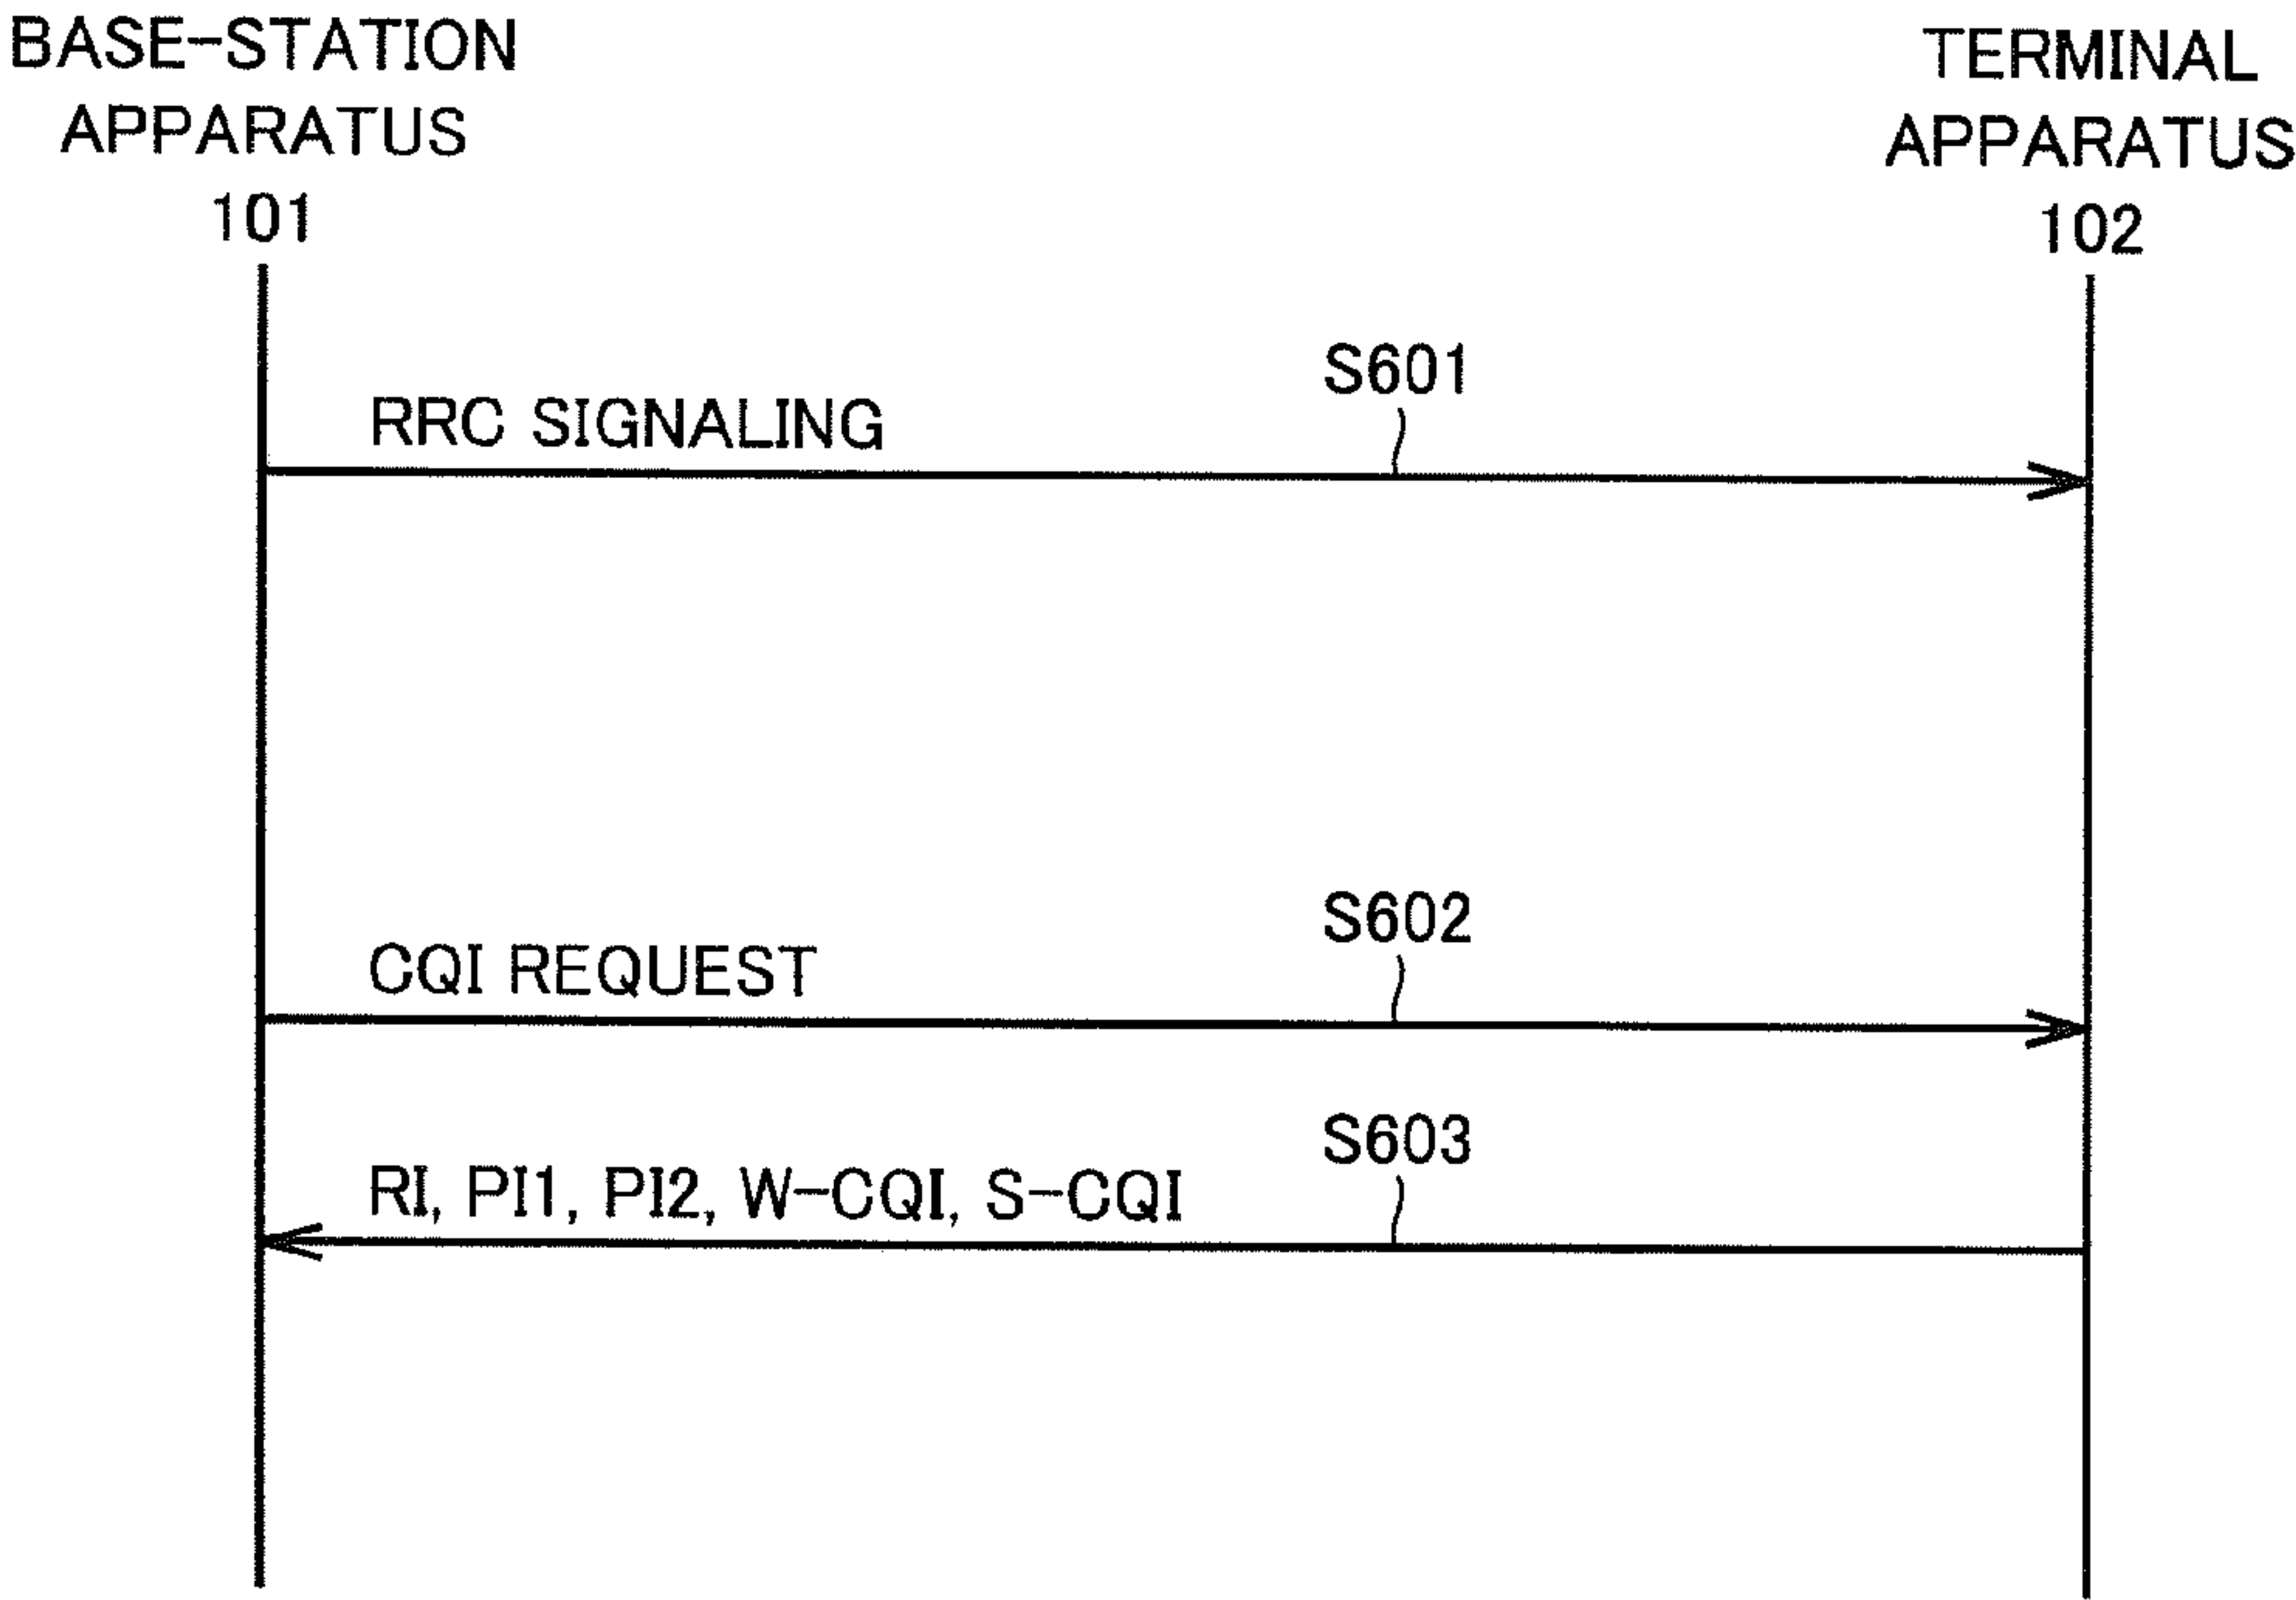 BASE-STATION
APPARATUS
101
TERMINAL
APPARATUS
102
S601
RRC SIGNALING
S602
CQI REQUEST
S603
RI, PI1, PI2, W-CQI, S-CQI